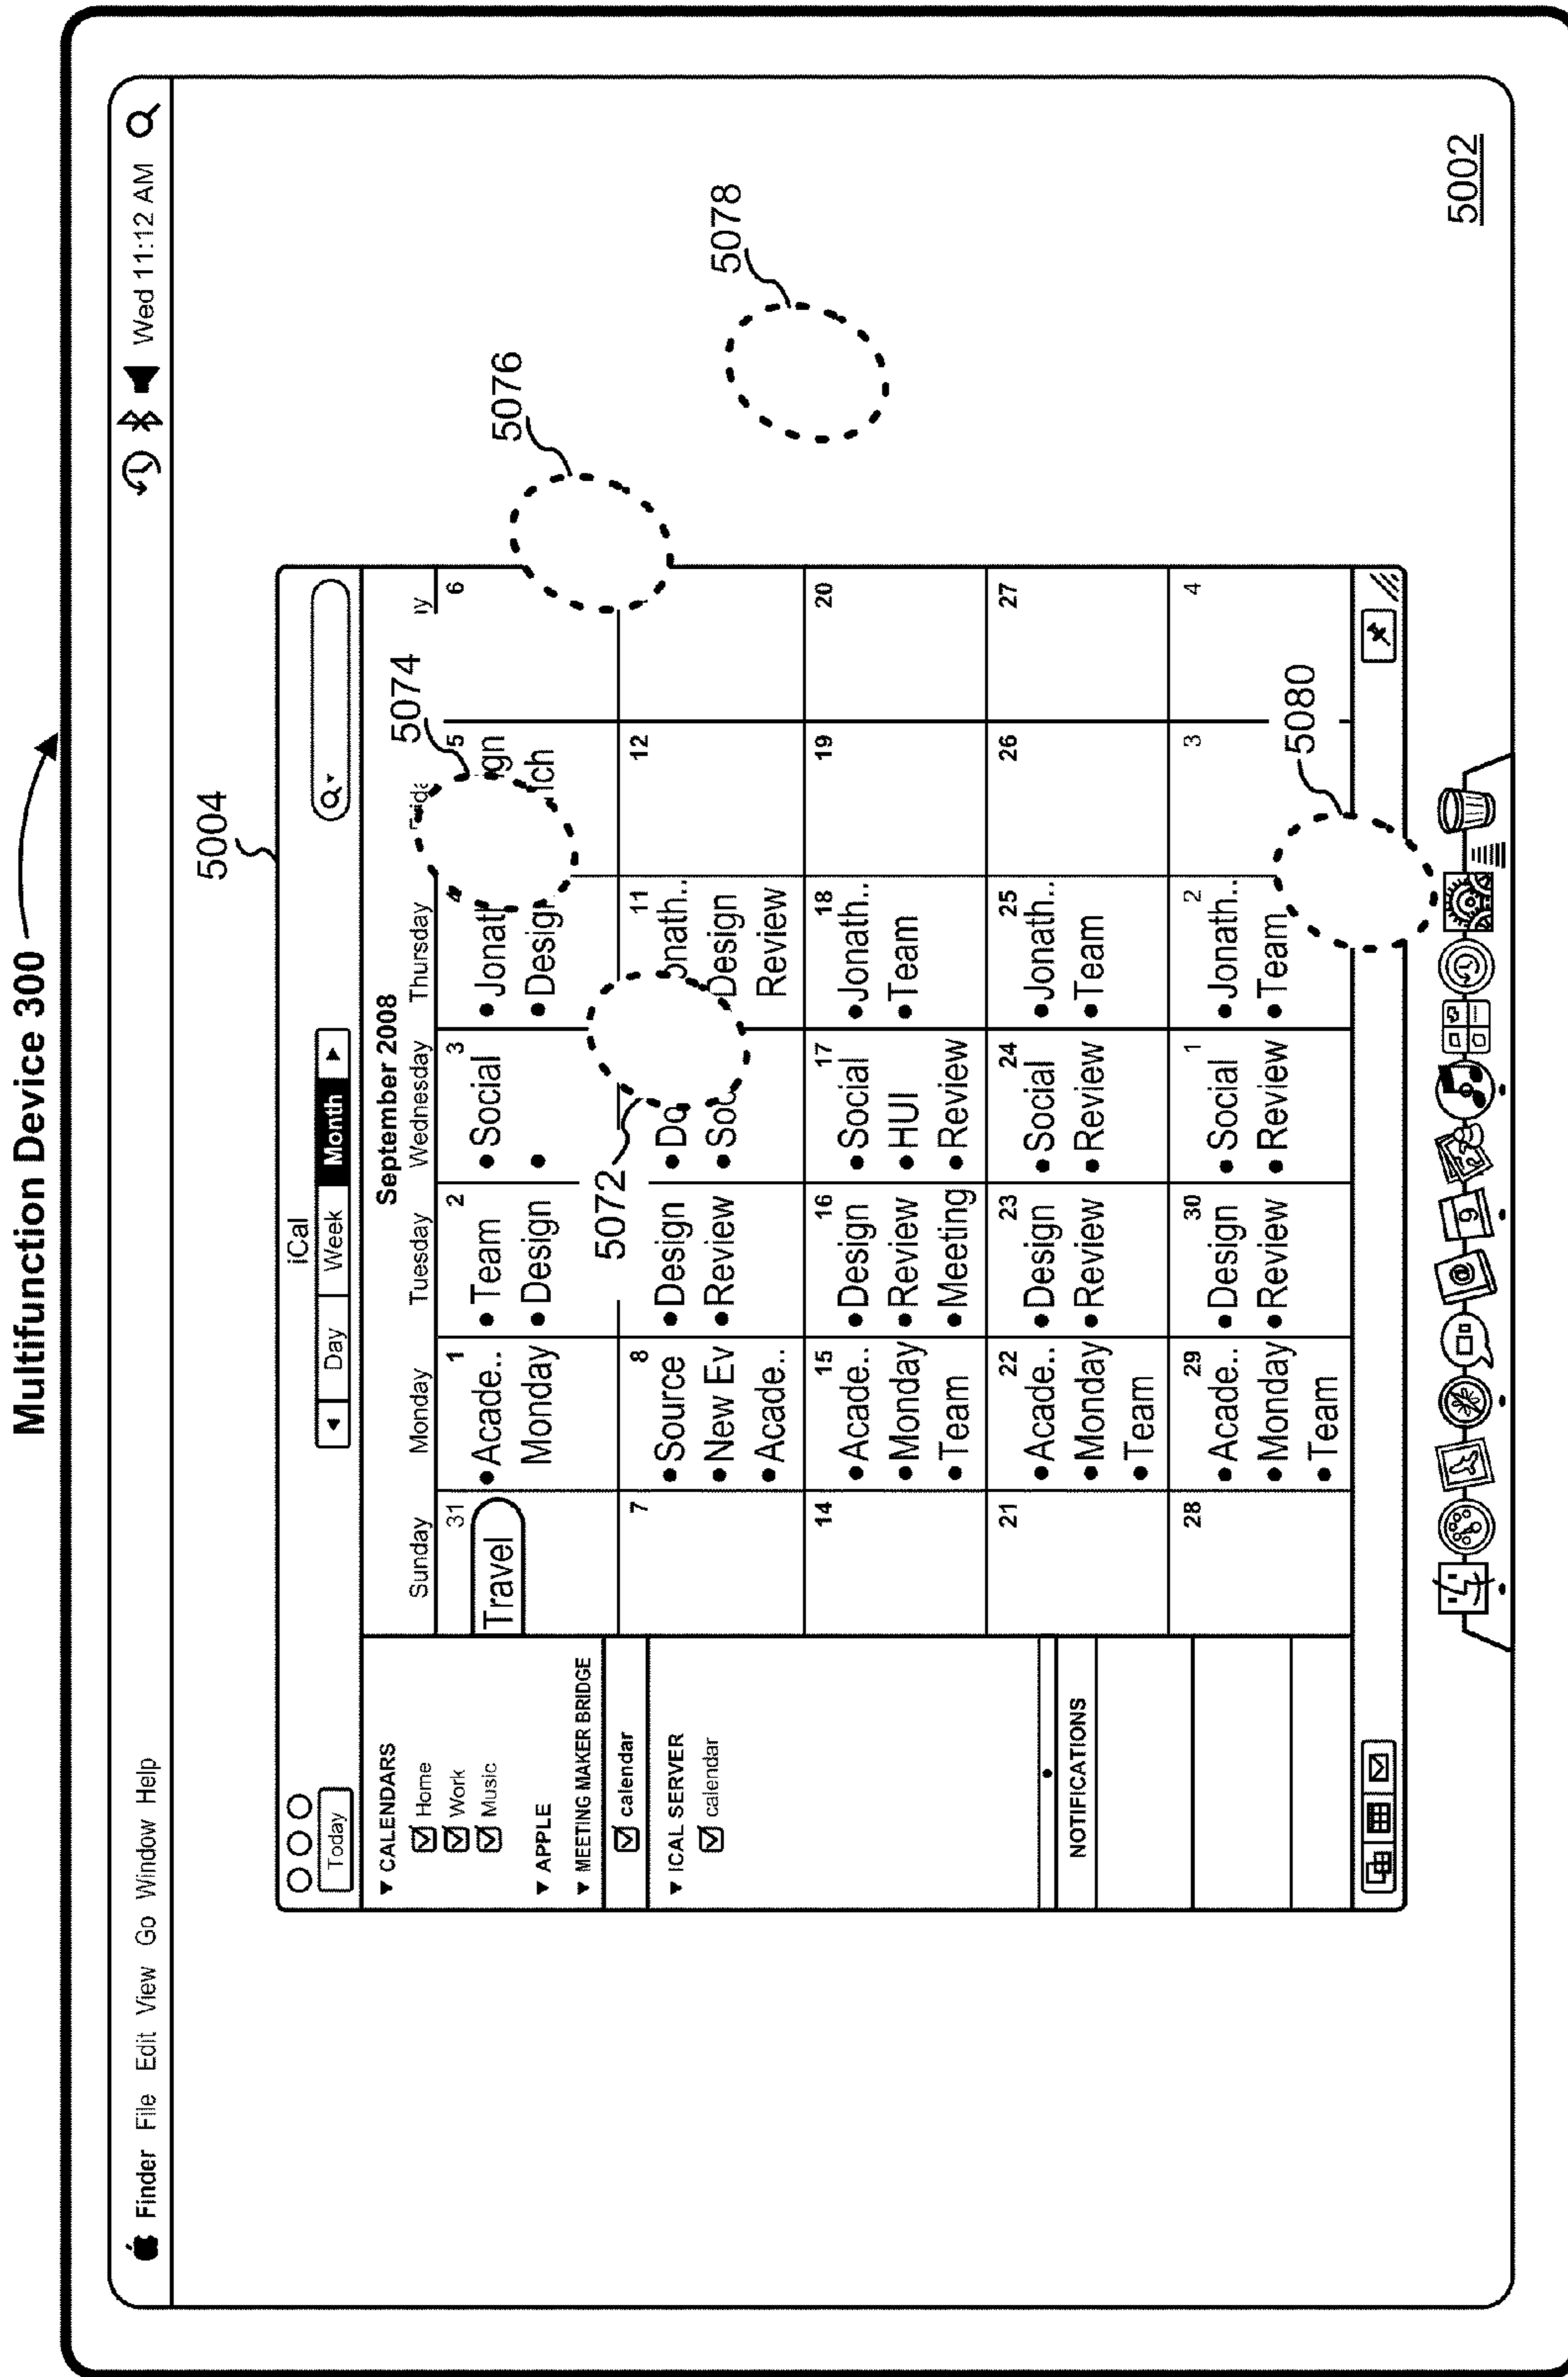 Multifunction Device 300
Finder File Edit View Go Window Help
Wed 11:12 AM
5004
iCal
Today
Day Week Month
CALENDARS
Home
Work
Music
APPLE
MEETING MAKER BRIDGE
calendar
ICAL SERVER
calendar
NOTIFICATIONS
September 2008
Sunday Monday Tuesday Wednesday Thursday
5074
31 1 2 3 4 5 6
Travel
•Acade..
Monday
•Team
•Design
•Social
•
•Jonat
•Design
ign
ich
5076
7 8 11 12
•Source
•New Ev
•Acade..
•Design
•Review
•Do
•Soc
onath..
Design
Review
5072
5078
14 15 16 17 18 19 20
•Acade..
•Monday
•Team
•Design
•Review
•Meeting
•Social
•HUI
•Review
•Jonath..
•Team
21 22 23 24 25 26 27
•Acade..
•Monday
•Team
•Design
•Review
•Social
•Review
•Jonath..
•Team
28 29 30 1 2 3 4
•Acade..
•Monday
•Team
•Design
•Review
•Social
•Review
•Jonath..
•Team
5080
@
9
5002